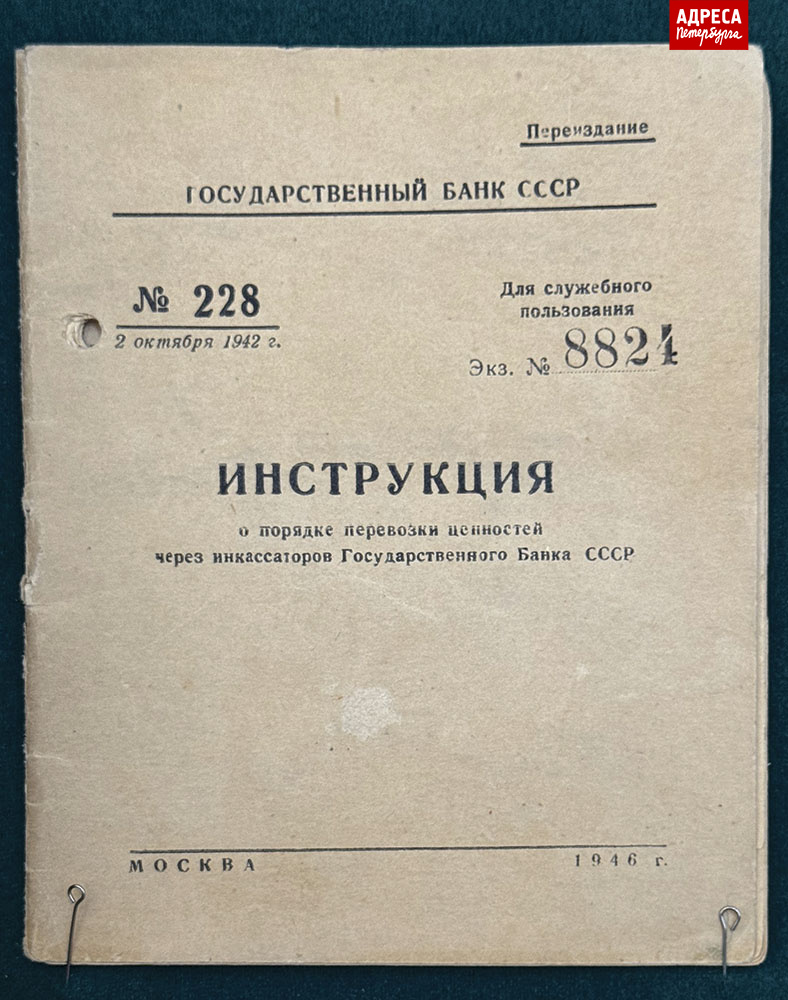 АДРЕСА
Петербурга
Переиздание
ГОСУДАРСТВЕННЫЙ БАНК СССР
№ 228
2 октября 1942 г.
Для служебного
пользования
Экз. № 8824
ИНСТРУКЦИЯ
о порядке перевозки ценностей
через инкассаторов Государственного Банка СССР
МОСКВА 1946 г.